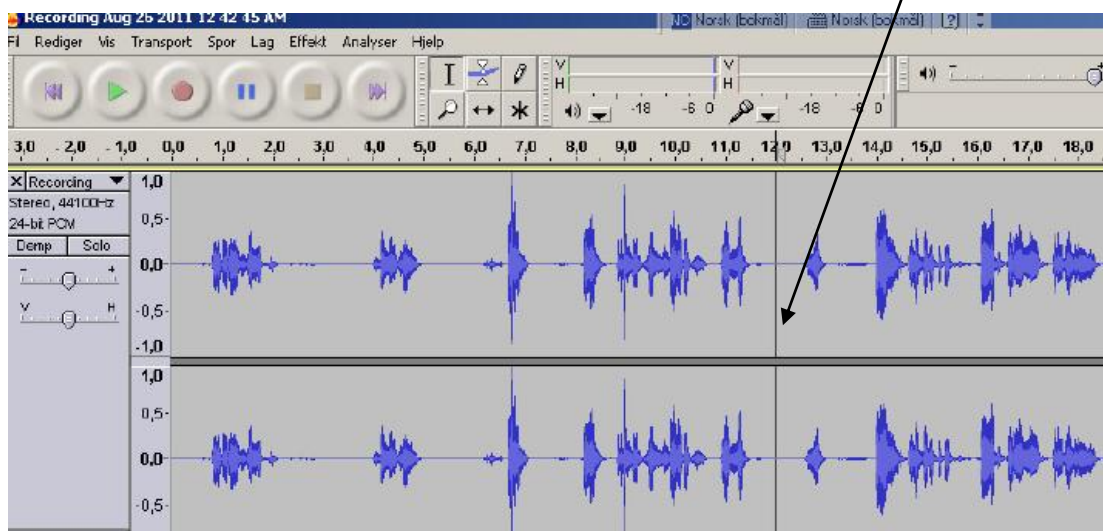 Recording Aug 26 2011 12 42 45 AM
NO Norsk (bokmål) Norsk (bokmål) ?
Fi Rediger Vis Transport Spor Lag Effekt Analyser Hjelp
V
H
-18 -6 0
V
H
-18 -6 0
- +
3,0 - 2,0 - 1,0 0,0 1,0 2,0 3,0 4,0 5,0 6,0 7,0 8,0 9,0 10,0 11,0 12,0 13,0 14,0 15,0 16,0 17,0 18,0
X Recording
Stereo, 44100Hz
24-bit PCM
Demp Solo
- +
V H
1,0
0,5-
0,0-
-0,5-
-1,0
1,0
0,5-
0,0-
-0,5-